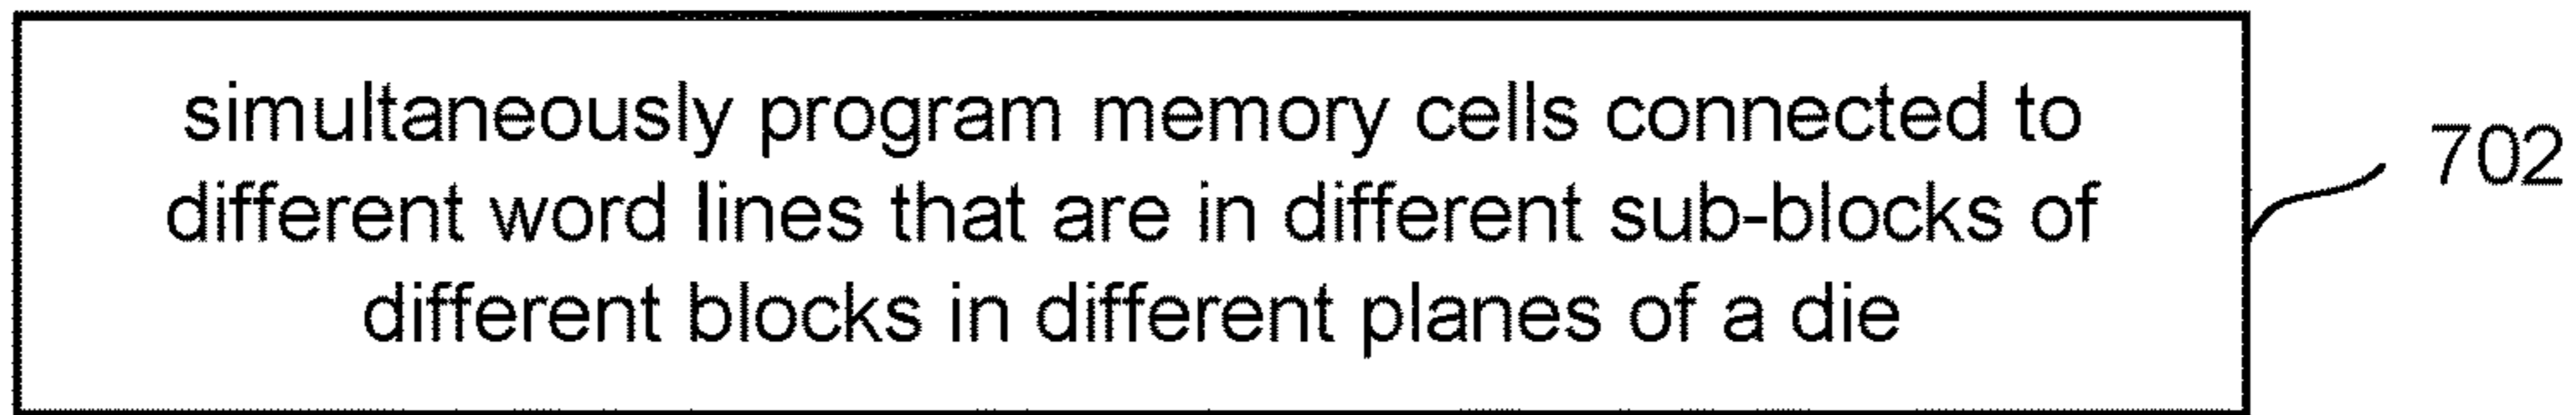 simultaneously program memory cells connected to
different word lines that are in different sub-blocks of
different blocks in different planes of a die
702